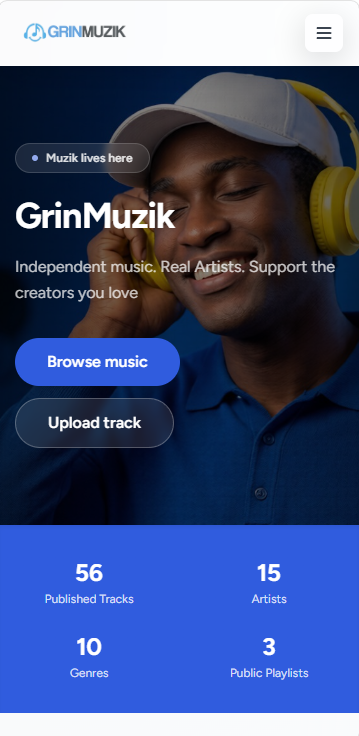 GRINMUZIK
Muzik lives here
GrinMuzik
Independent music. Real Artists. Support the
creators you love
Browse music
Upload track
56
Published Tracks
15
Artists
10
Genres
3
Public Playlists